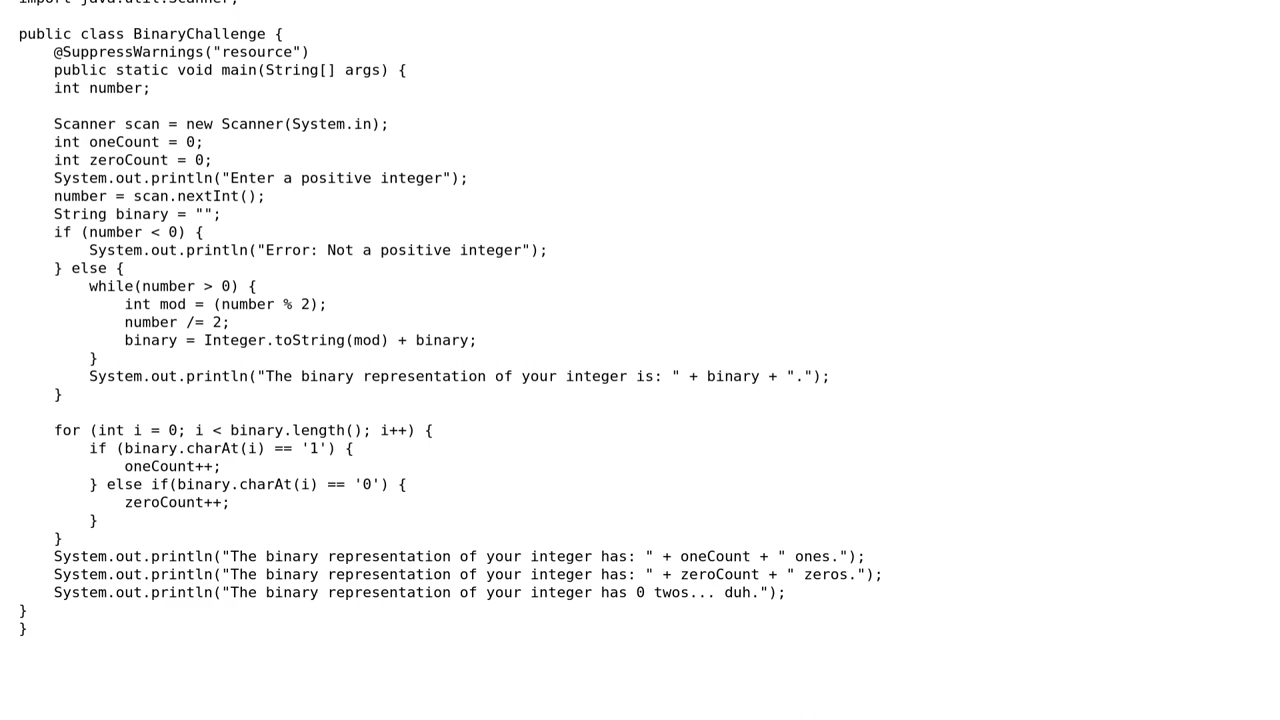 import java.util.Scanner;
public class BinaryChallenge {
    @SuppressWarnings("resource")
    public static void main(String[] args) {
    int number;

    Scanner scan = new Scanner(System.in);
    int oneCount = 0;
    int zeroCount = 0;
    System.out.println("Enter a positive integer");
    number = scan.nextInt();
    String binary = "";
    if (number < 0) {
        System.out.println("Error: Not a positive integer");
    } else {
        while(number > 0) {
            int mod = (number % 2);
            number /= 2;
            binary = Integer.toString(mod) + binary;
        }
        System.out.println("The binary representation of your integer is: " + binary + ".");
    }

    for (int i = 0; i < binary.length(); i++) {
        if (binary.charAt(i) == '1') {
            oneCount++;
        } else if(binary.charAt(i) == '0') {
            zeroCount++;
        }
    }
    System.out.println("The binary representation of your integer has: " + oneCount + " ones.");
    System.out.println("The binary representation of your integer has: " + zeroCount + " zeros.");
    System.out.println("The binary representation of your integer has 0 twos... duh.");
}
}